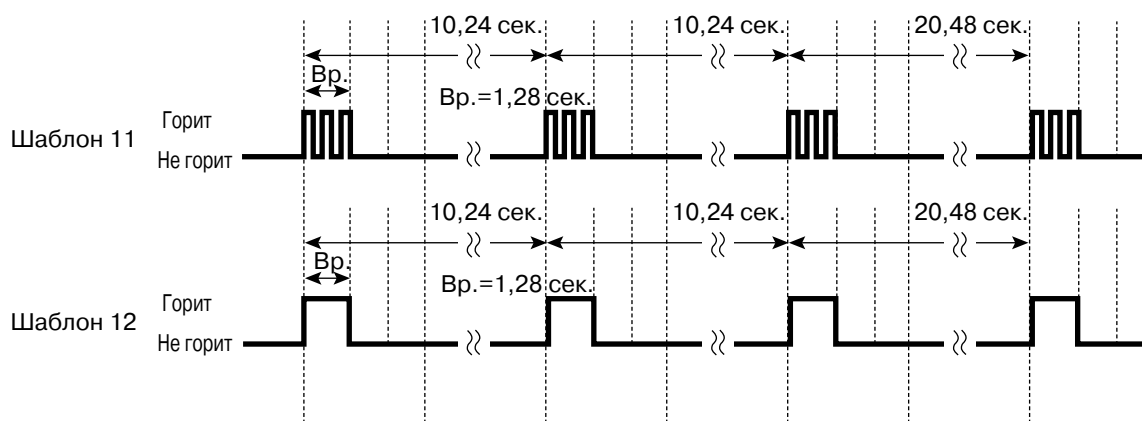 10,24 сек. 10,24 сек. 20,48 сек.
Вр.
Вр.=1,28 сек.
Шаблон 11 Горит
Не горит
10,24 сек. 10,24 сек. 20,48 сек.
Вр.
Вр.=1,28 сек.
Шаблон 12 Горит
Не горит